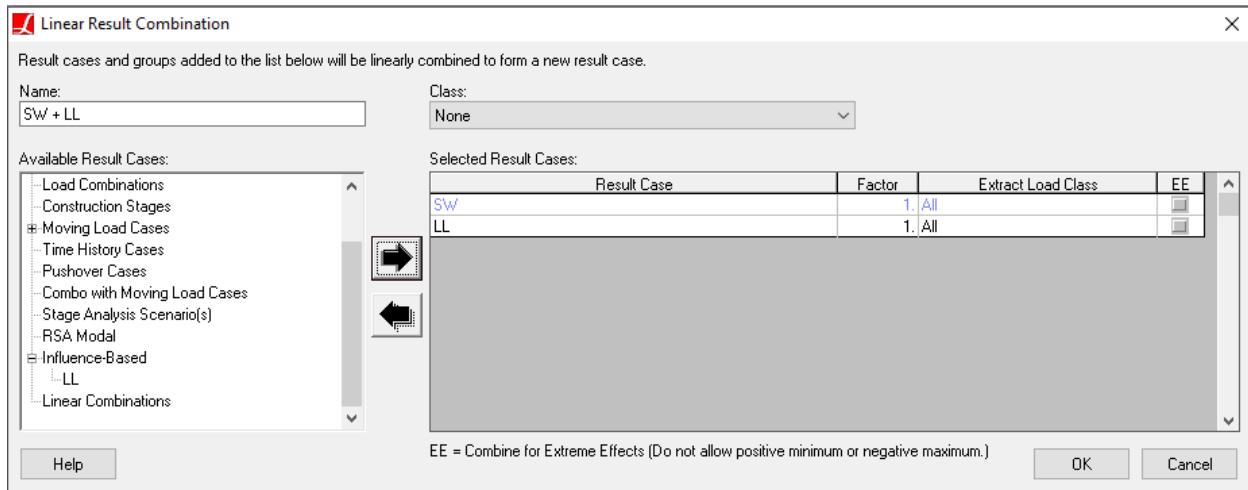 Linear Result Combination
Result cases and groups added to the list below will be linearly combined to form a new result case.
Name:
SW + LL
Class:
None
Available Result Cases:
Load Combinations
Construction Stages
Moving Load Cases
Time History Cases
Pushover Cases
Combo with Moving Load Cases
Stage Analysis Scenario(s)
RSA Modal
Influence-Based
LL
Linear Combinations
Selected Result Cases:
Result Case Factor Extract Load Class EE
SW 1. All
LL 1. All
EE = Combine for Extreme Effects (Do not allow positive minimum or negative maximum.)
Help
OK
Cancel